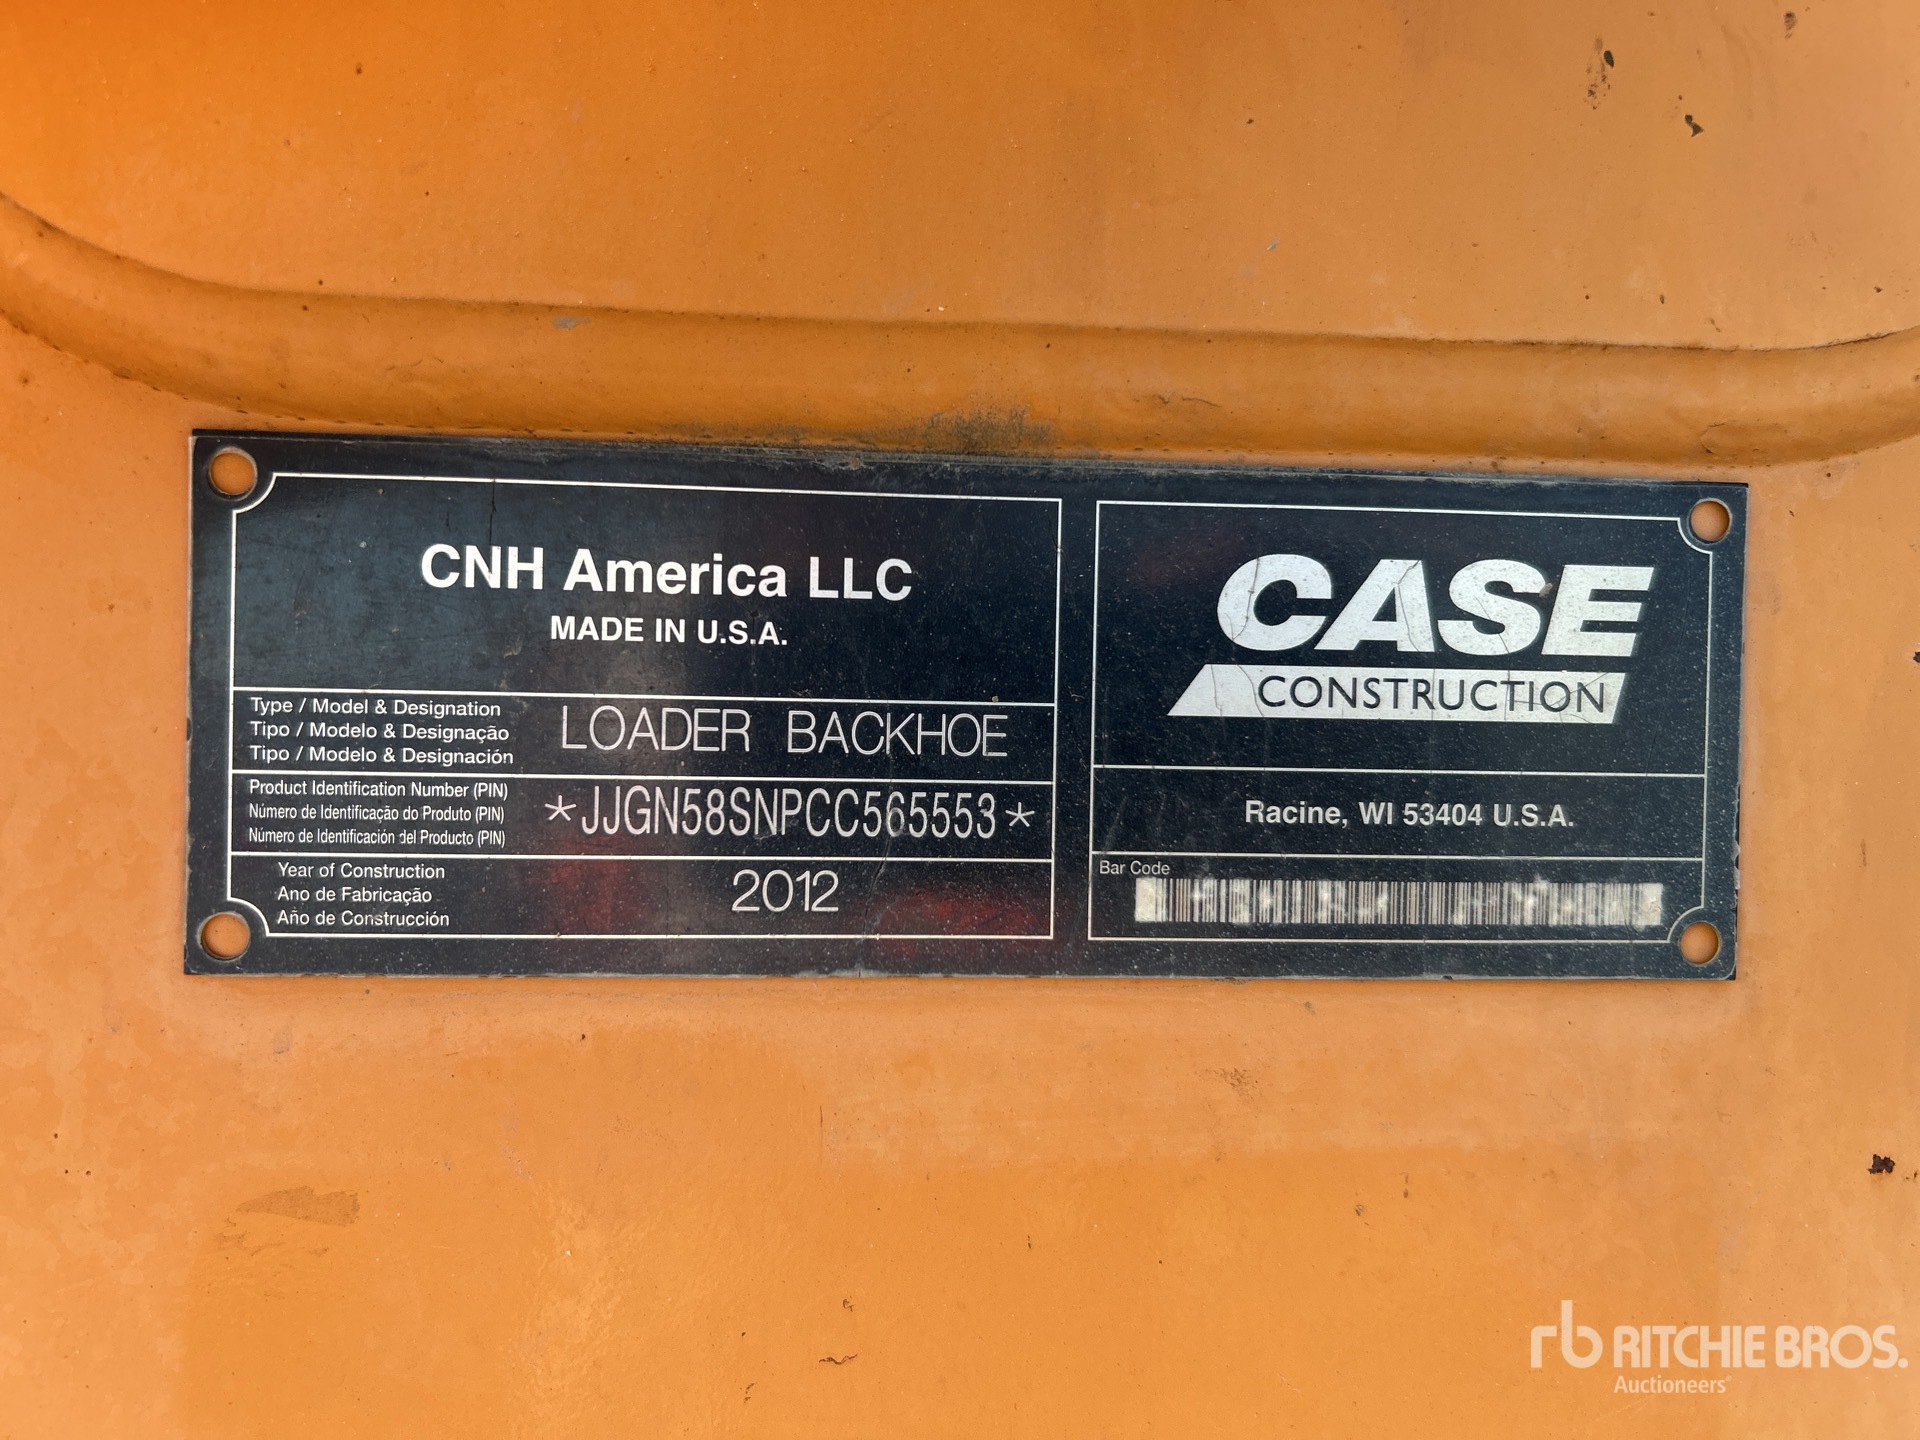 CNH America LLC
MADE IN U.S.A.
Type / Model & Designation
Tipo / Modelo & Designação
Tipo / Modelo & Designación
LOADER BACKHOE
Product Identification Number (PIN)
Número de Identificação do Produto (PIN)
Número de Identificación del Producto (PIN)
*JJGN58SNPCC565553*
Year of Construction
Ano de Fabricação
Año de Construcción
2012
CASE
CONSTRUCTION
Racine, WI 53404 U.S.A.
Bar Code
rb RITCHIE BROS.
Auctioneers